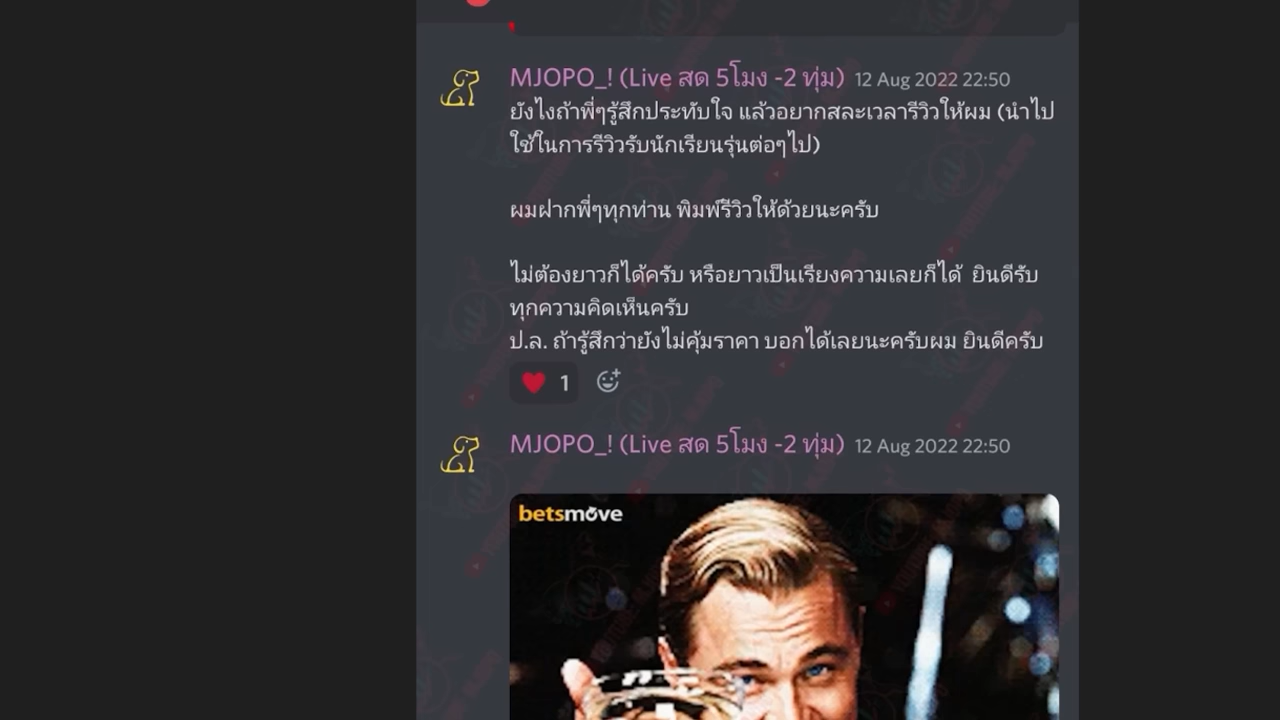 MJOPO_! (Live สด 5โมง -2 ทุ่ม) 12 Aug 2022 22:50
ยังไงถ้าพี่ๆรู้สึกประทับใจ แล้วอยากสละเวลารีวิวให้ผม (นำไป
ใช้ในการรีวิวรับนักเรียนรุ่นต่อๆไป)
ผมฝากพี่ๆทุกท่าน พิมพ์รีวิวให้ด้วยนะครับ
ไม่ต้องยาวก็ได้ครับ หรือยาวเป็นเรียงความเลยก็ได้ ยินดีรับ
ทุกความคิดเห็นครับ
ป.ล. ถ้ารู้สึกว่ายังไม่คุ้มราคา บอกได้เลยนะครับผม ยินดีครับ
1
MJOPO_! (Live สด 5โมง -2 ทุ่ม) 12 Aug 2022 22:50
betsmove